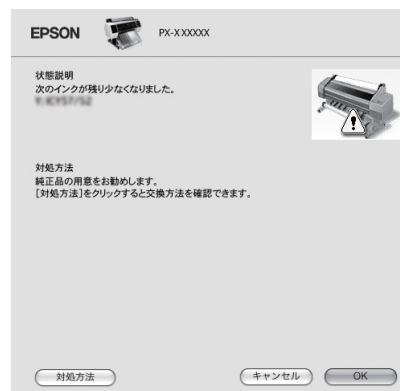 EPSON PX-XXXXXX
状態説明
次のインクが残り少なくなりました。
対処方法
純正品の用意をお勧めします。
[対処方法]をクリックすると交換方法を確認できます。
対処方法 キャンセル OK